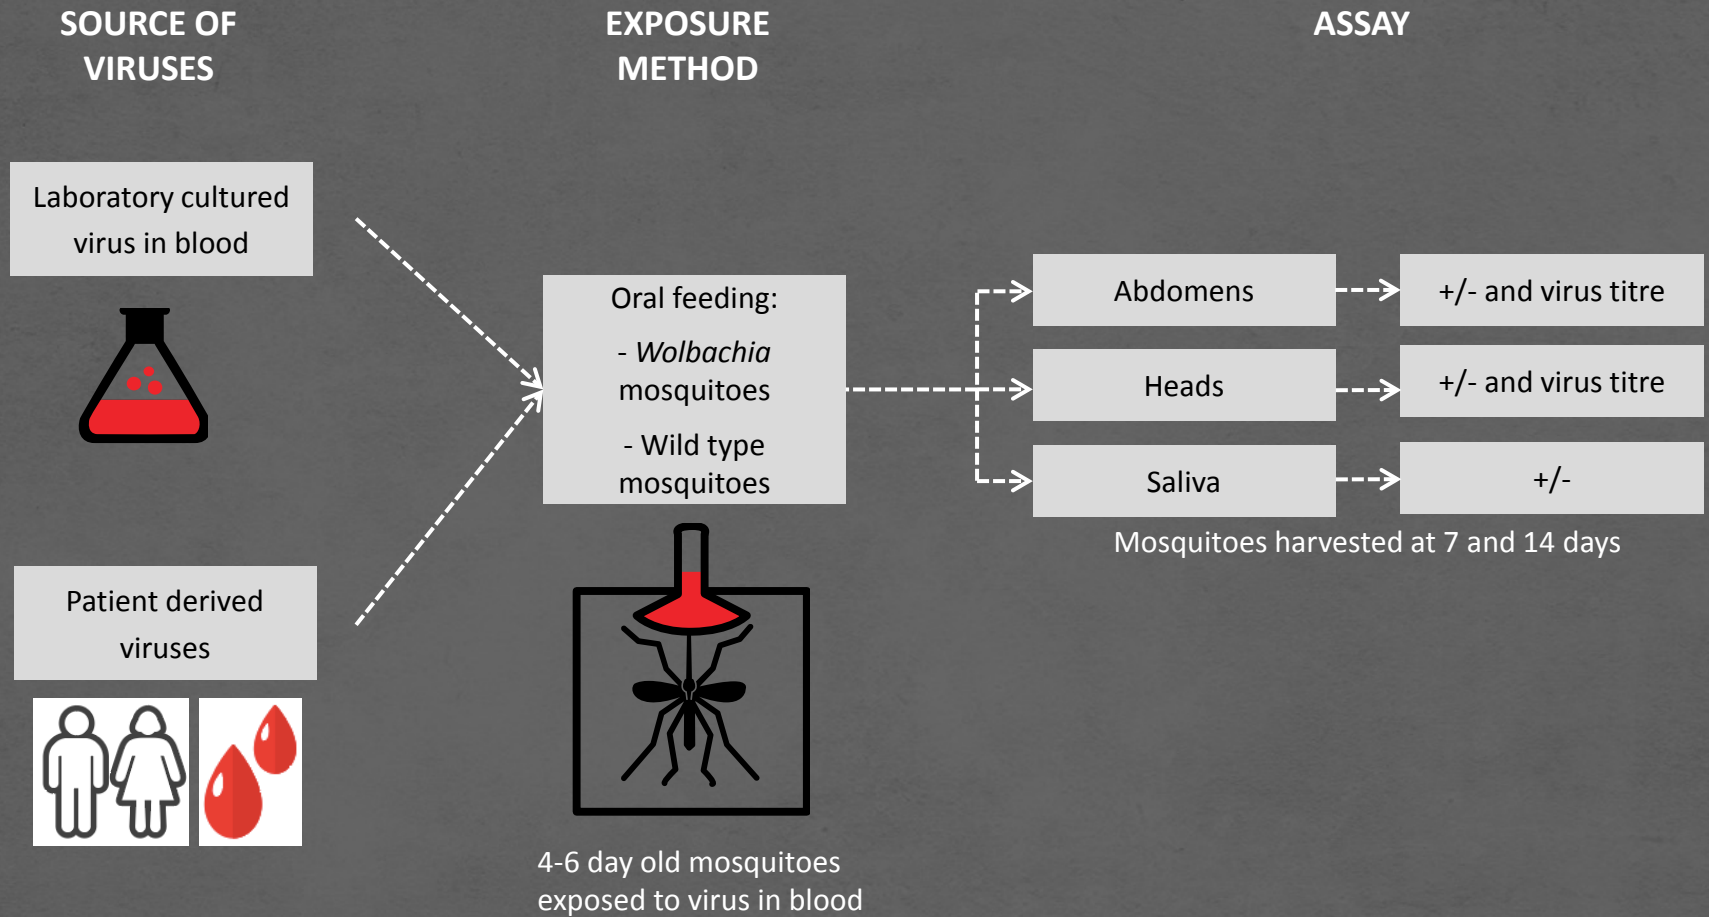 SOURCE OF
VIRUSES
EXPOSURE
METHOD
ASSAY
Laboratory cultured
virus in blood
Patient derived
viruses
Oral feeding:
- Wolbachia
mosquitoes
- Wild type
mosquitoes
4-6 day old mosquitoes
exposed to virus in blood
Abdomens
+/- and virus titre
Heads
+/- and virus titre
Saliva
+/-
Mosquitoes harvested at 7 and 14 days